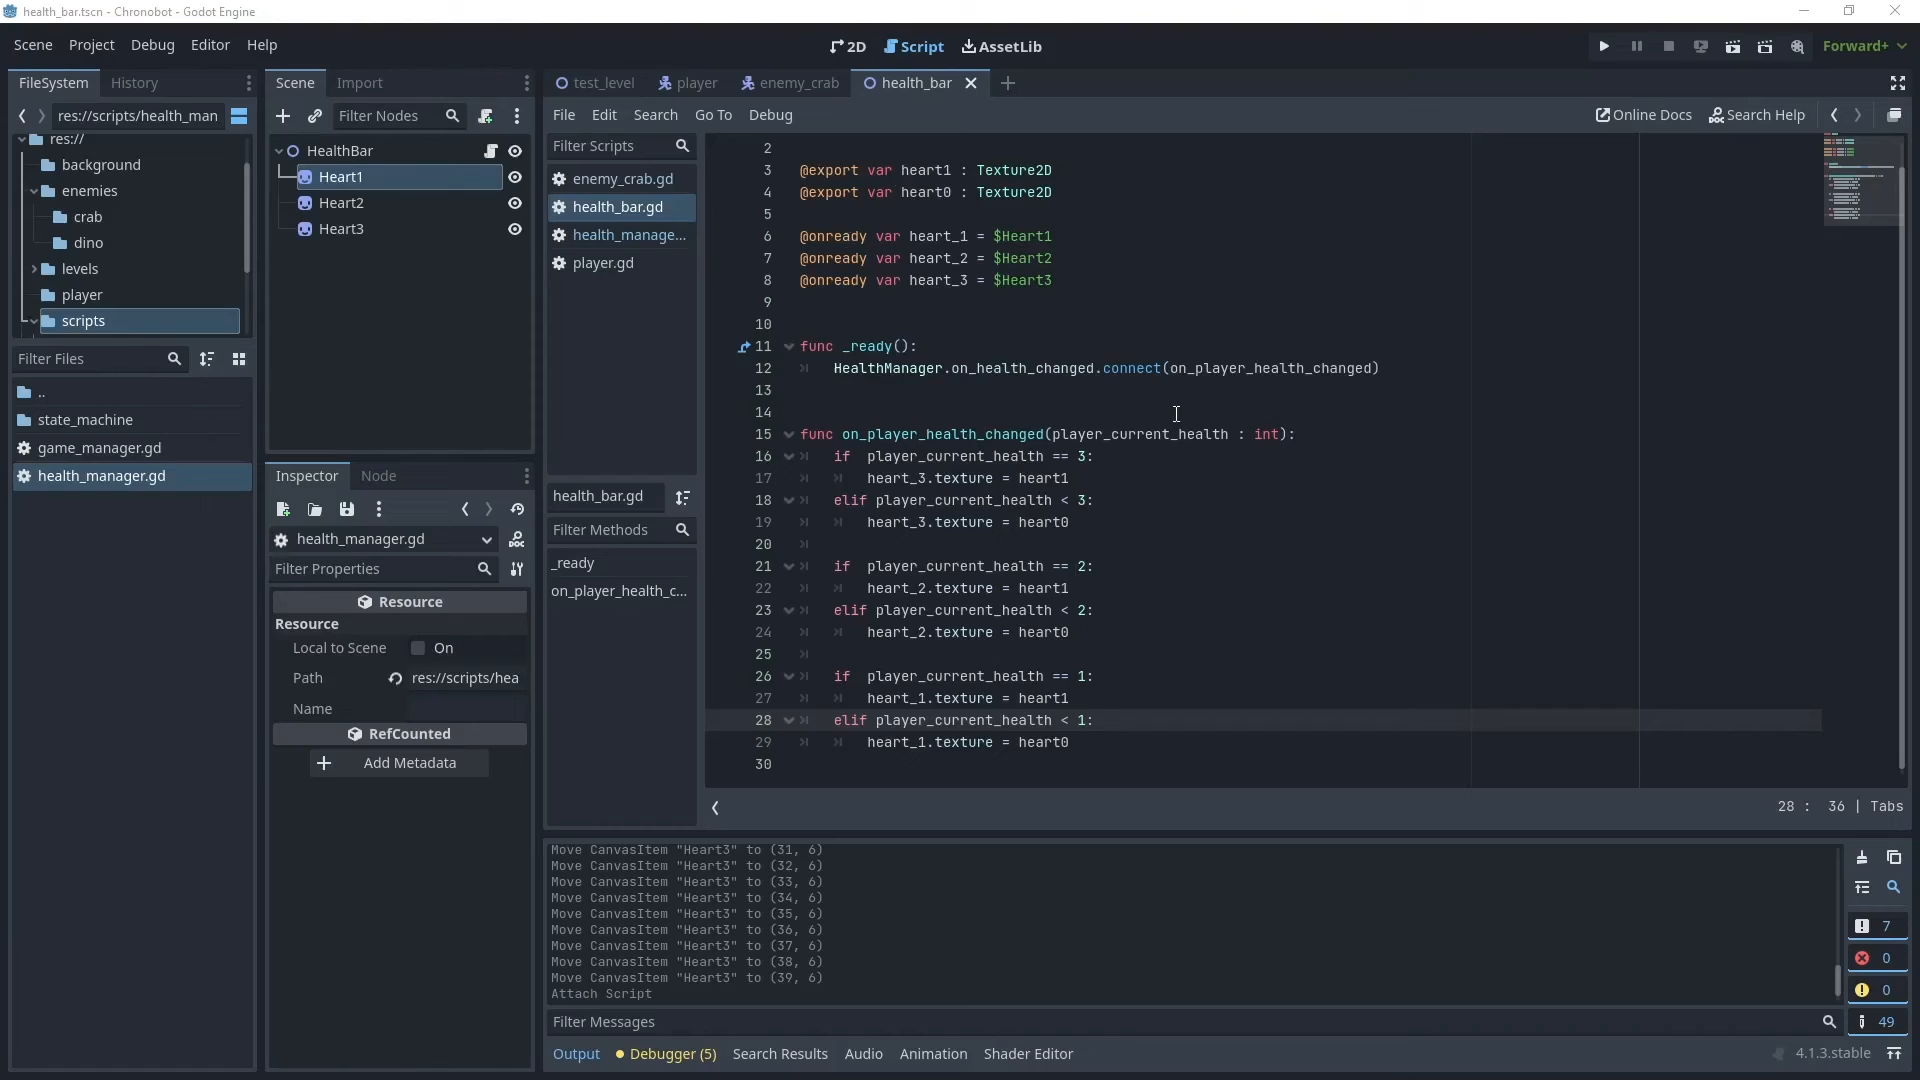 health_bar.tscn - Chronobot - Godot Engine
Scene Project Debug Editor Help
2D Script AssetLib
Forward+
FileSystem History
res://scripts/health_man
res://
background
enemies
crab
dino
levels
player
scripts
Filter Files
..
state_machine
game_manager.gd
health_manager.gd
Scene Import
Filter Nodes
HealthBar
Heart1
Heart2
Heart3
Inspector Node
health_manager.gd
Filter Properties
Resource
Resource
Local to Scene On
Path res://scripts/hea
Name
RefCounted
Add Metadata
test_level player enemy_crab health_bar
File Edit Search Go To Debug
Online Docs Search Help
Filter Scripts
enemy_crab.gd
health_bar.gd
health_manage...
player.gd
health_bar.gd
Filter Methods
_ready
on_player_health_c...
2
3 @export var heart1 : Texture2D
4 @export var heart0 : Texture2D
5
6 @onready var heart_1 = $Heart1
7 @onready var heart_2 = $Heart2
8 @onready var heart_3 = $Heart3
9
10
11 func _ready():
12 HealthManager.on_health_changed.connect(on_player_health_changed)
13
14
15 func on_player_health_changed(player_current_health : int):
16 if player_current_health == 3:
17 heart_3.texture = heart1
18 elif player_current_health < 3:
19 heart_3.texture = heart0
20
21 if player_current_health == 2:
22 heart_2.texture = heart1
23 elif player_current_health < 2:
24 heart_2.texture = heart0
25
26 if player_current_health == 1:
27 heart_1.texture = heart1
28 elif player_current_health < 1:
29 heart_1.texture = heart0
30
28 : 36 | Tabs
Move CanvasItem "Heart3" to (31, 6)
Move CanvasItem "Heart3" to (32, 6)
Move CanvasItem "Heart3" to (33, 6)
Move CanvasItem "Heart3" to (34, 6)
Move CanvasItem "Heart3" to (35, 6)
Move CanvasItem "Heart3" to (36, 6)
Move CanvasItem "Heart3" to (37, 6)
Move CanvasItem "Heart3" to (38, 6)
Move CanvasItem "Heart3" to (39, 6)
Attach Script
7
0
0
49
Filter Messages
Output Debugger (5) Search Results Audio Animation Shader Editor
4.1.3.stable